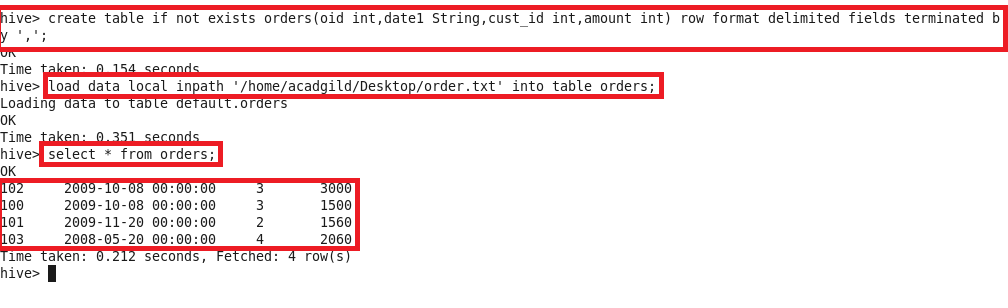 hive> create table if not exists orders(oid int,date1 String,cust_id int,amount int) row format delimited fields terminated b
y ',';
OK
Time taken: 0.154 seconds
hive> load data local inpath '/home/acadgild/Desktop/order.txt' into table orders;
Loading data to table default.orders
OK
Time taken: 0.351 seconds
hive> select * from orders;
OK
102 2009-10-08 00:00:00 3 3000
100 2009-10-08 00:00:00 3 1500
101 2009-11-20 00:00:00 2 1560
103 2008-05-20 00:00:00 4 2060
Time taken: 0.212 seconds, Fetched: 4 row(s)
hive>